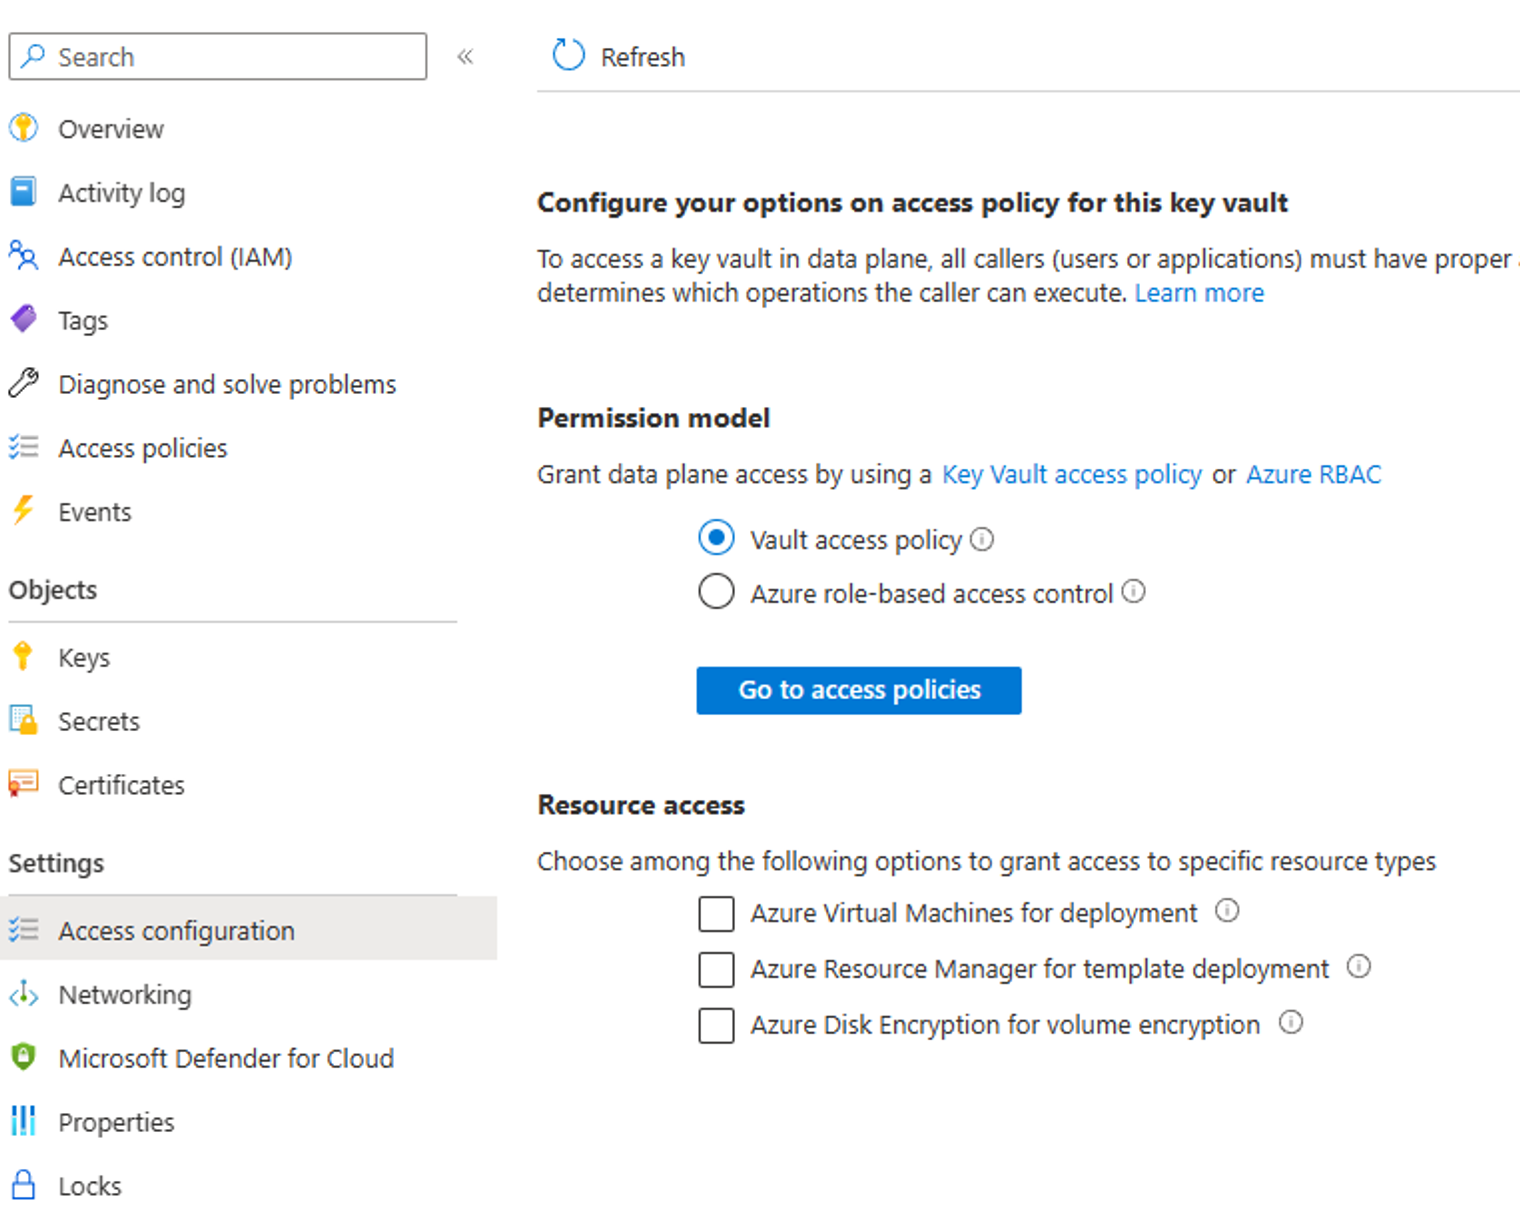 Search
«
Refresh
Overview
Activity log
Access control (IAM)
Tags
Diagnose and solve problems
Access policies
Events
Objects
Keys
Secrets
Certificates
Settings
Access configuration
Networking
Microsoft Defender for Cloud
Properties
Locks
Configure your options on access policy for this key vault
To access a key vault in data plane, all callers (users or applications) must have proper
determines which operations the caller can execute. Learn more
Permission model
Grant data plane access by using a Key Vault access policy or Azure RBAC
Vault access policy
Azure role-based access control
Go to access policies
Resource access
Choose among the following options to grant access to specific resource types
Azure Virtual Machines for deployment
Azure Resource Manager for template deployment
Azure Disk Encryption for volume encryption